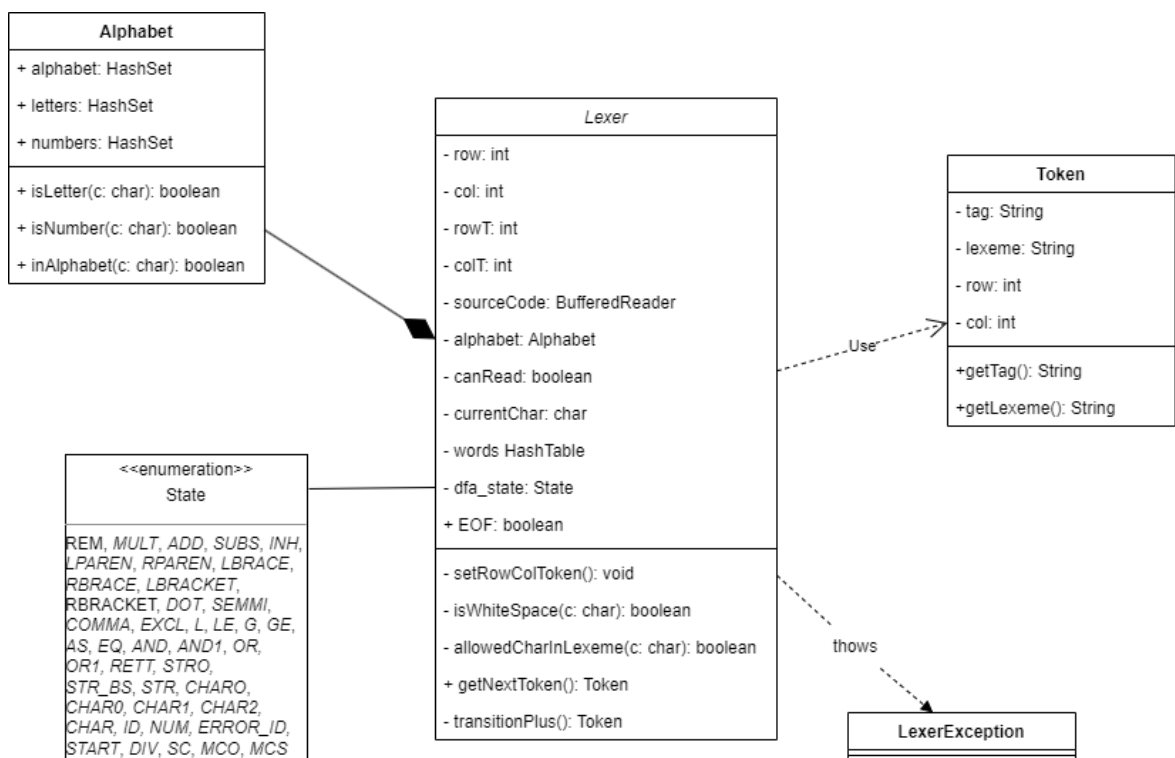 Alphabet
+ alphabet: HashSet
+ letters: HashSet
+ numbers: HashSet
+ isLetter(c: char): boolean
+ isNumber(c: char): boolean
+ inAlphabet(c: char): boolean
Lexer
- row: int
- col: int
- rowT: int
- colT: int
- sourceCode: BufferedReader
- alphabet: Alphabet
- canRead: boolean
- currentChar: char
- words HashTable
- dfa_state: State
+ EOF: boolean
- setRowColToken(): void
- isWhiteSpace(c: char): boolean
- allowedCharInLexeme(c: char): boolean
+ getNextToken(): Token
- transitionPlus(): Token
Token
- tag: String
- lexeme: String
- row: int
- col: int
+getTag(): String
+getLexeme(): String
Use
<<enumeration>>
State
REM, MULT, ADD, SUBS, INH,
LPAREN, RPAREN, LBRACE,
RBRACE, LBRACKET,
RBRACKET, DOT, SEMMI,
COMMA, EXCL, L, LE, G, GE,
AS, EQ, AND, AND1, OR,
OR1, RETT, STRO,
STR_BS, STR, CHARO,
CHAR0, CHAR1, CHAR2,
CHAR, ID, NUM, ERROR_ID,
START, DIV, SC, MCO, MCS
thows
LexerException